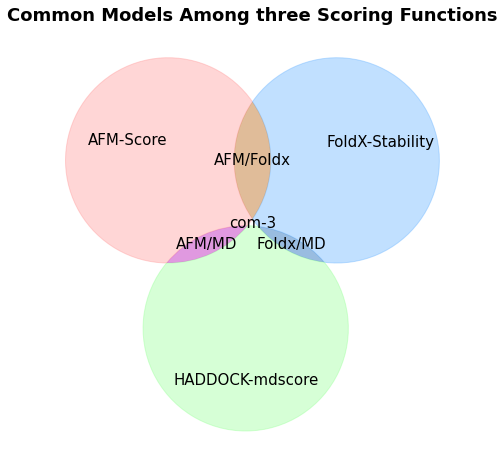 Common Models Among three Scoring Functions
AFM-Score
FoldX-Stability
AFM/Foldx
com-3
AFM/MD
Foldx/MD
HADDOCK-mdscore